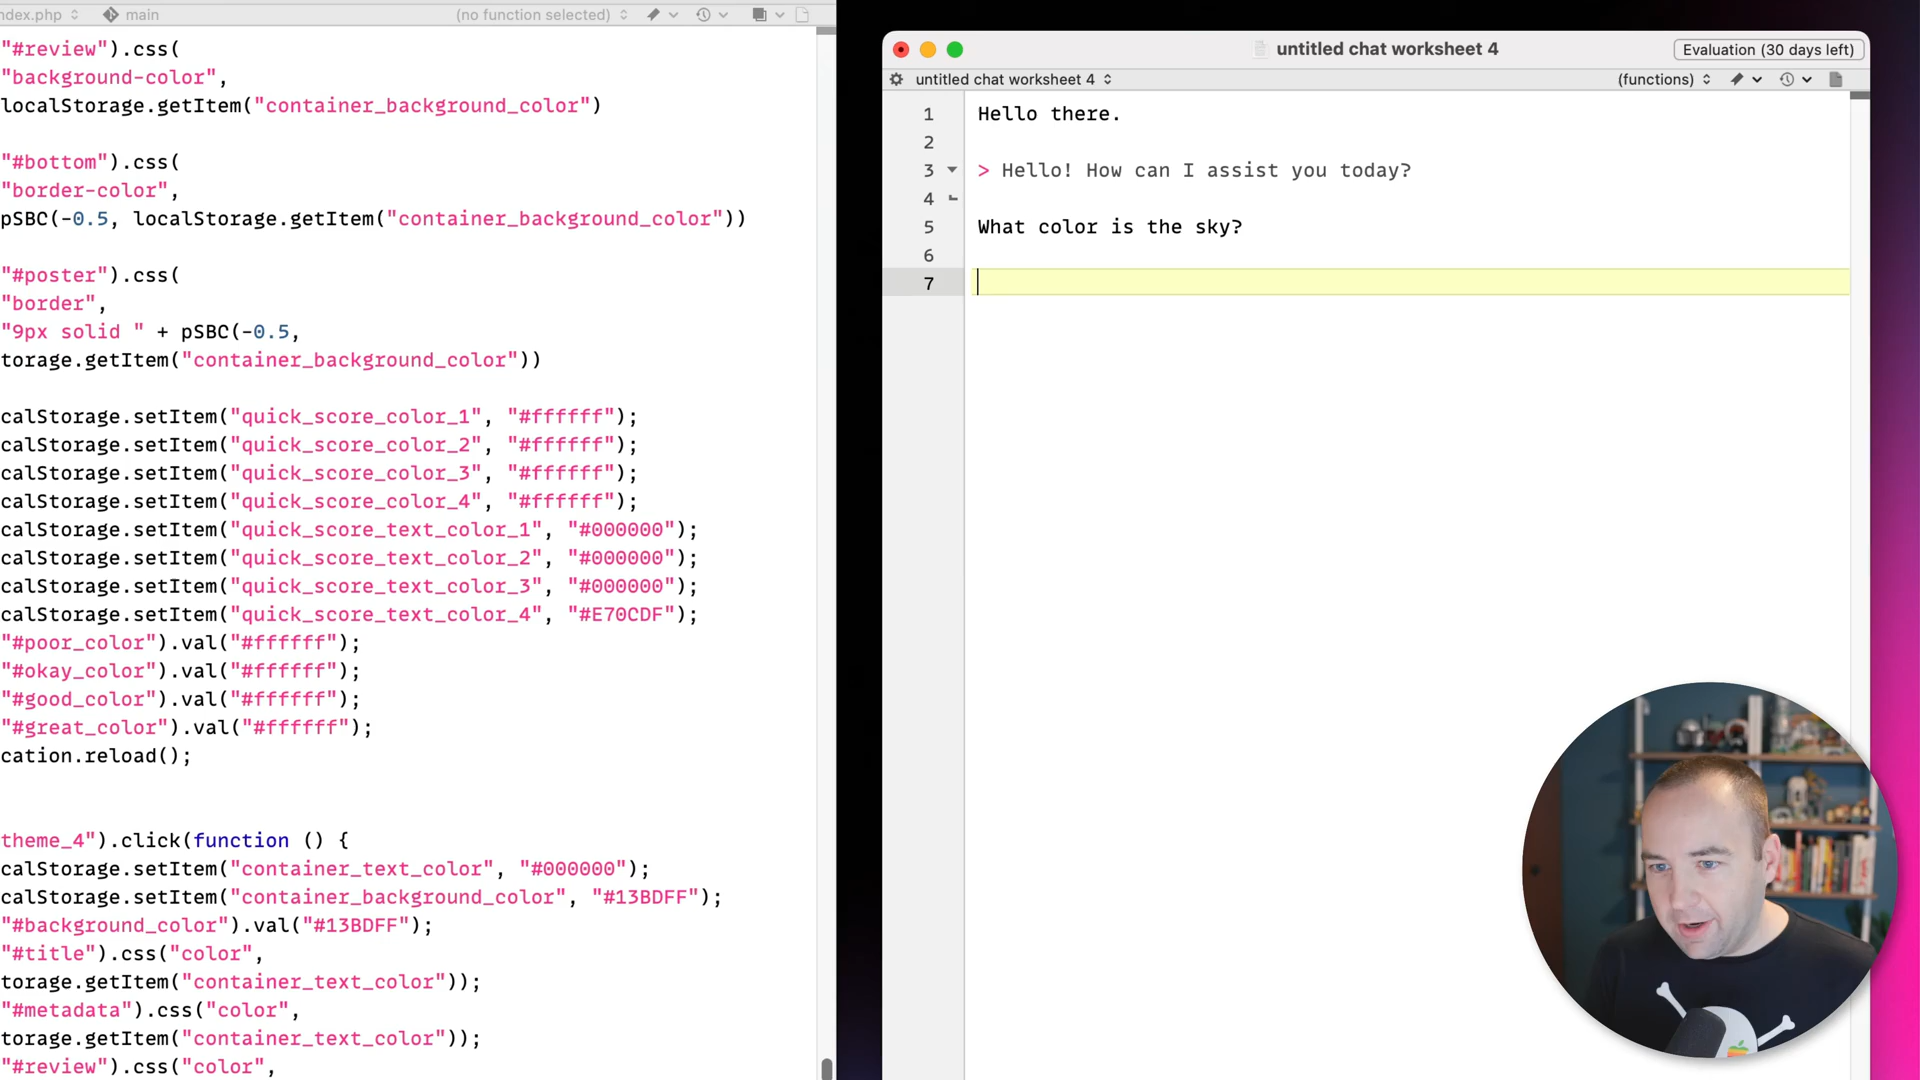 ndex.php
main
(no function selected)
"#review").css(
"background-color",
localStorage.getItem("container_background_color")
"#bottom").css(
"border-color",
pSBC(-0.5, localStorage.getItem("container_background_color"))
"#poster").css(
"border",
"9px solid " + pSBC(-0.5,
torage.getItem("container_background_color"))
calStorage.setItem("quick_score_color_1", "#ffffff");
calStorage.setItem("quick_score_color_2", "#ffffff");
calStorage.setItem("quick_score_color_3", "#ffffff");
calStorage.setItem("quick_score_color_4", "#ffffff");
calStorage.setItem("quick_score_text_color_1", "#000000");
calStorage.setItem("quick_score_text_color_2", "#000000");
calStorage.setItem("quick_score_text_color_3", "#000000");
calStorage.setItem("quick_score_text_color_4", "#E70CDF");
"#poor_color").val("#ffffff");
"#okay_color").val("#ffffff");
"#good_color").val("#ffffff");
"#great_color").val("#ffffff");
cation.reload();
theme_4").click(function () {
calStorage.setItem("container_text_color", "#000000");
calStorage.setItem("container_background_color", "#13BDFF");
"#background_color").val("#13BDFF");
"#title").css("color",
torage.getItem("container_text_color"));
"#metadata").css("color",
torage.getItem("container_text_color"));
"#review").css("color",
untitled chat worksheet 4
Evaluation (30 days left)
untitled chat worksheet 4
(functions)
1 Hello there.
2
3 > Hello! How can I assist you today?
4
5 What color is the sky?
6
7